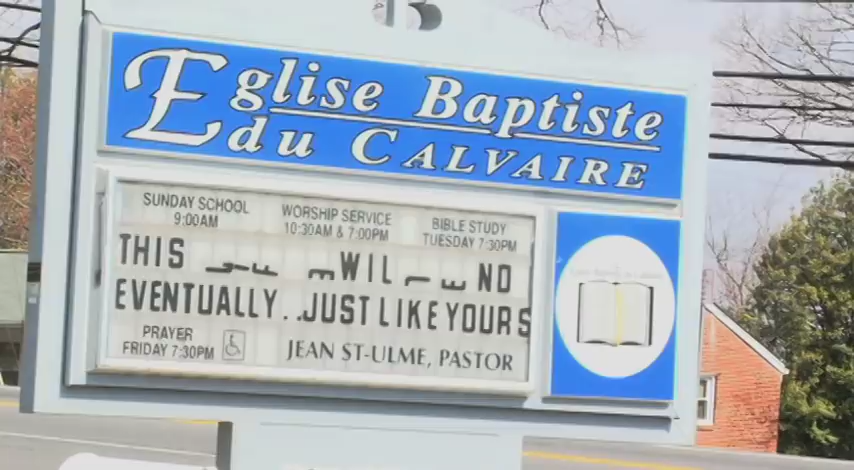 Eglise Baptiste
du CALVAIRE
SUNDAY SCHOOL
9:00AM
WORSHIP SERVICE
10:30AM & 7:00PM
BIBLE STUDY
TUESDAY 7:30PM
THIS WIL ND
EVENTUALLY..JUST LIKE YOURS
PRAYER
FRIDAY 7:30PM
JEAN ST-ULME, PASTOR